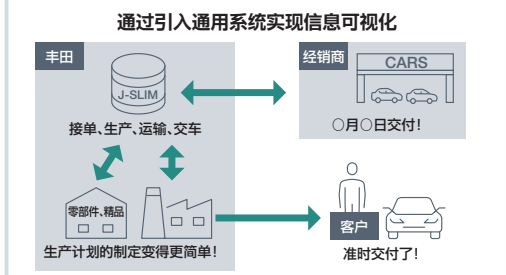 通过引入通用系统实现信息可视化
丰田
J-SLIM
接单、生产、运输、交车
零部件、精品
生产计划的制定变得更简单!
经销商
CARS
○月○日交付!
客户
准时交付了!